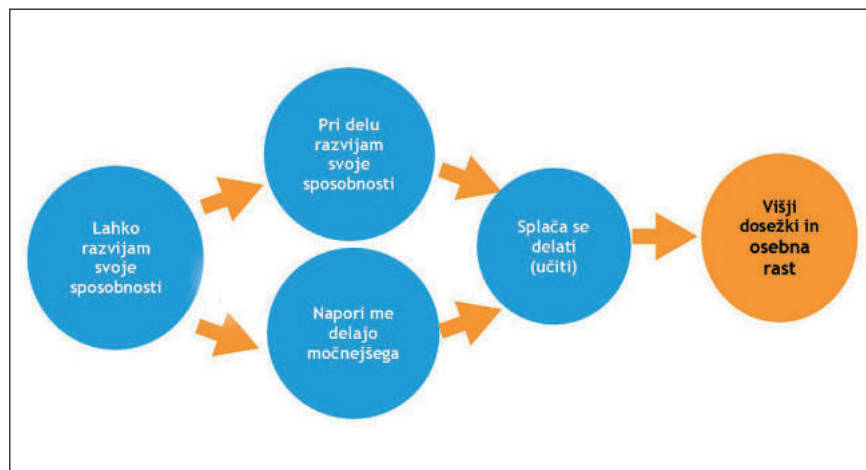 Lahko
razvijam
svoje
sposobnosti
Pri delu
razvijam
svoje
sposobnosti
Napori me
delajo
močnejšega
Splača se
delati
(učiti)
Višji
dosežki in
osebna
rast